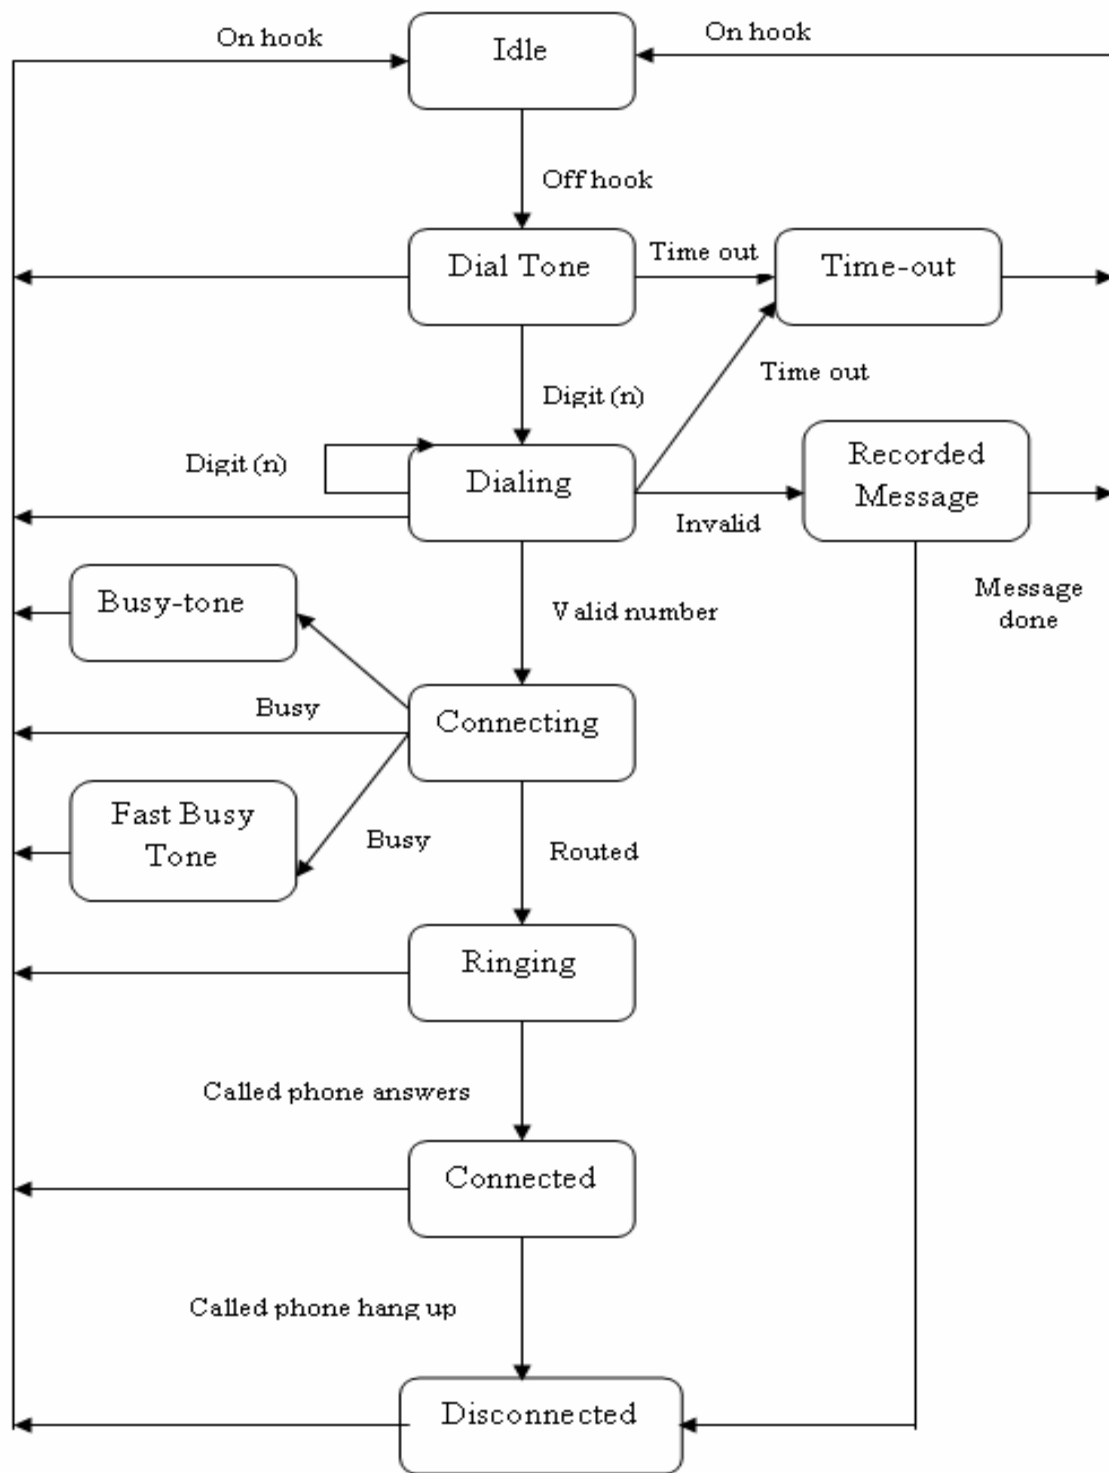 On hook
Idle
On hook
Off hook
Dial Tone
Time out
Time-out
Time out
Digit (n)
Digit (n)
Dialing
Recorded
Message
Invalid
Message
done
Busy-tone
Valid number
Busy
Connecting
Fast Busy
Tone
Busy
Routed
Ringing
Called phone answers
Connected
Called phone hang up
Disconnected